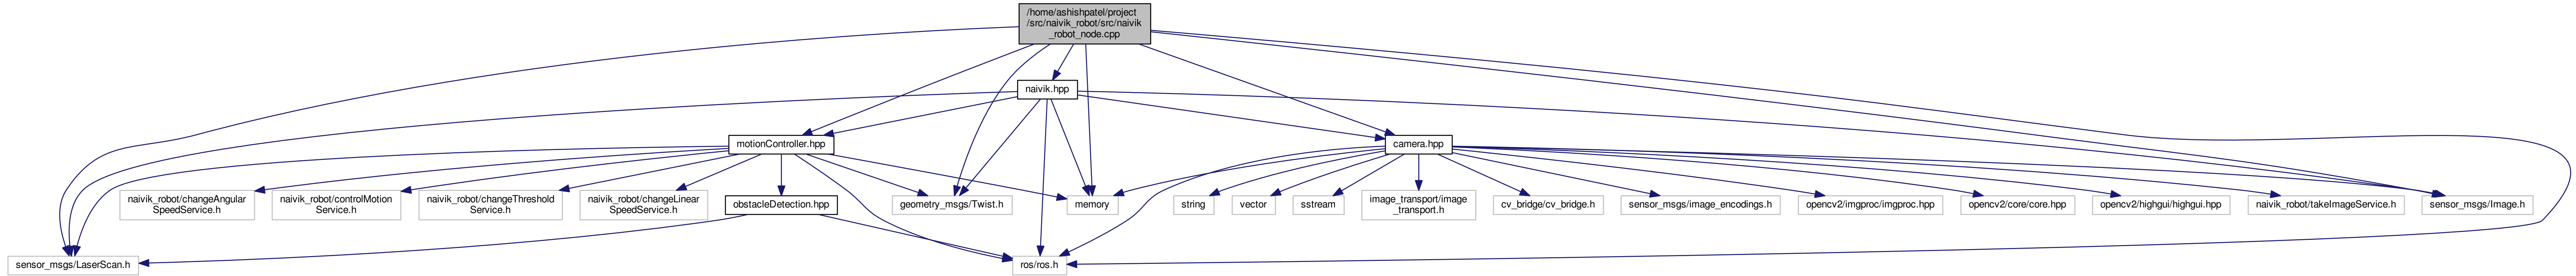 /home/ashishpatel/project
/src/naivik_robot/src/naivik
_robot_node.cpp
naivik.hpp
motionController.hpp
camera.hpp
naivik_robot/changeAngular
SpeedService.h
naivik_robot/controlMotion
Service.h
naivik_robot/changeThreshold
Service.h
naivik_robot/changeLinear
SpeedService.h
obstacleDetection.hpp
geometry_msgs/Twist.h
memory
string
vector
sstream
image_transport/image
_transport.h
cv_bridge/cv_bridge.h
sensor_msgs/image_encodings.h
opencv2/imgproc/imgproc.hpp
opencv2/core/core.hpp
opencv2/highgui/highgui.hpp
naivik_robot/takeImageService.h
sensor_msgs/Image.h
sensor_msgs/LaserScan.h
ros/ros.h